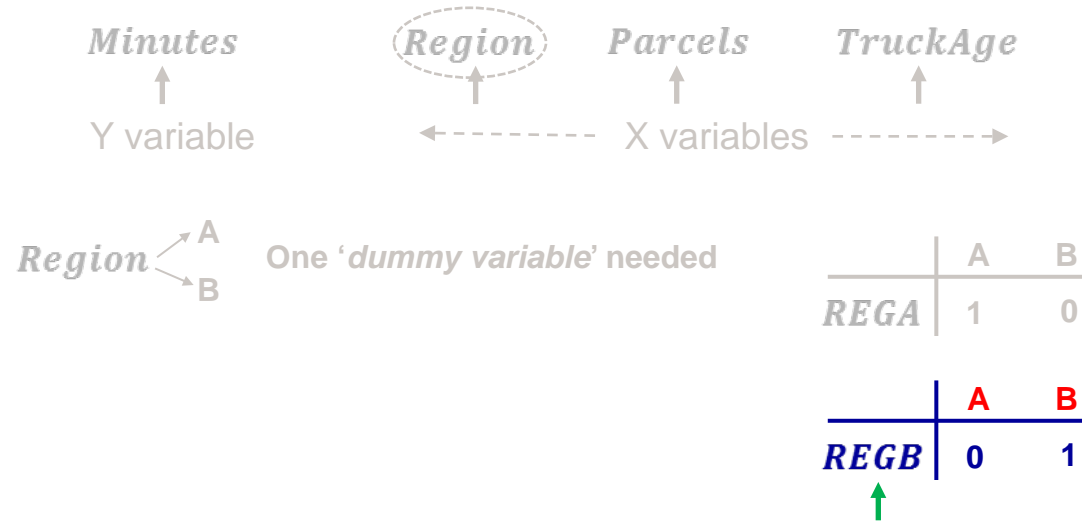 Minutes Region Parcels TruckAge
Y variable X variables
Region A B
One ‘dummy variable’ needed
A B
REGA 1 0
A B
REGB 0 1